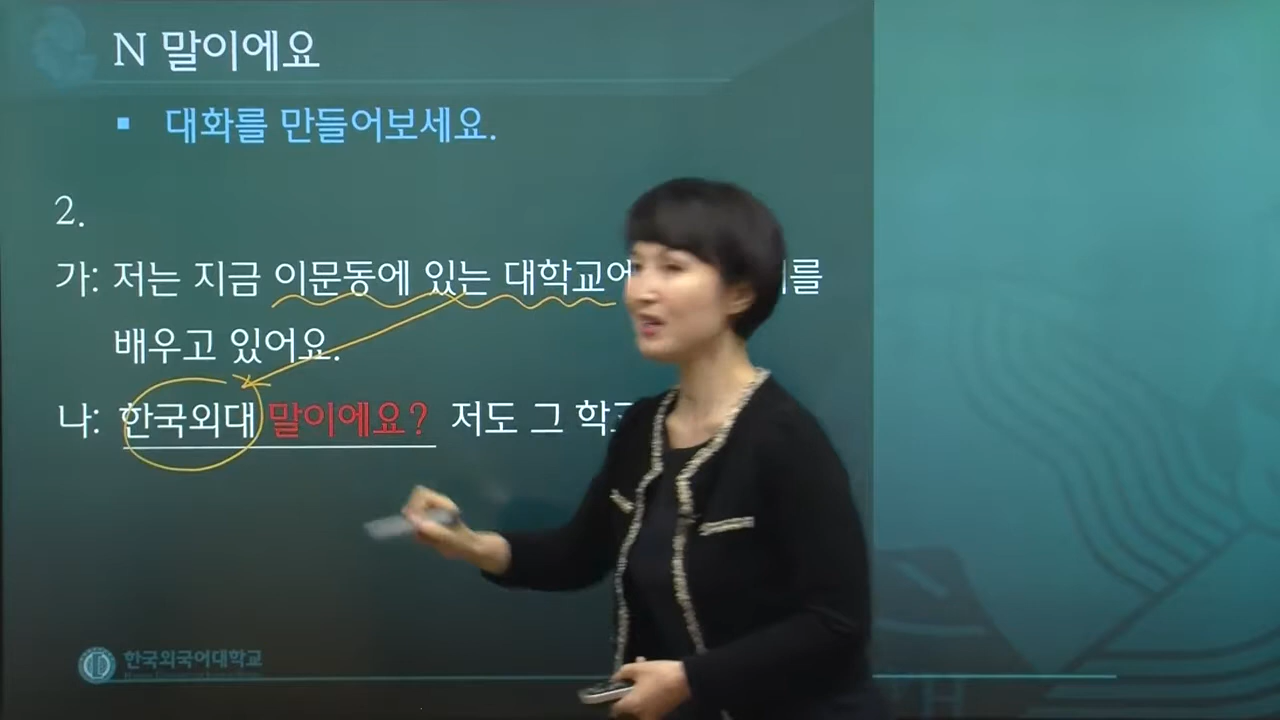 N 말이에요
▪ 대화를 만들어보세요.
2.
가: 저는 지금 이문동에 있는 대학교에
배우고 있어요.
나: 한국외대 말이에요? 저도 그
한국외국어대학교